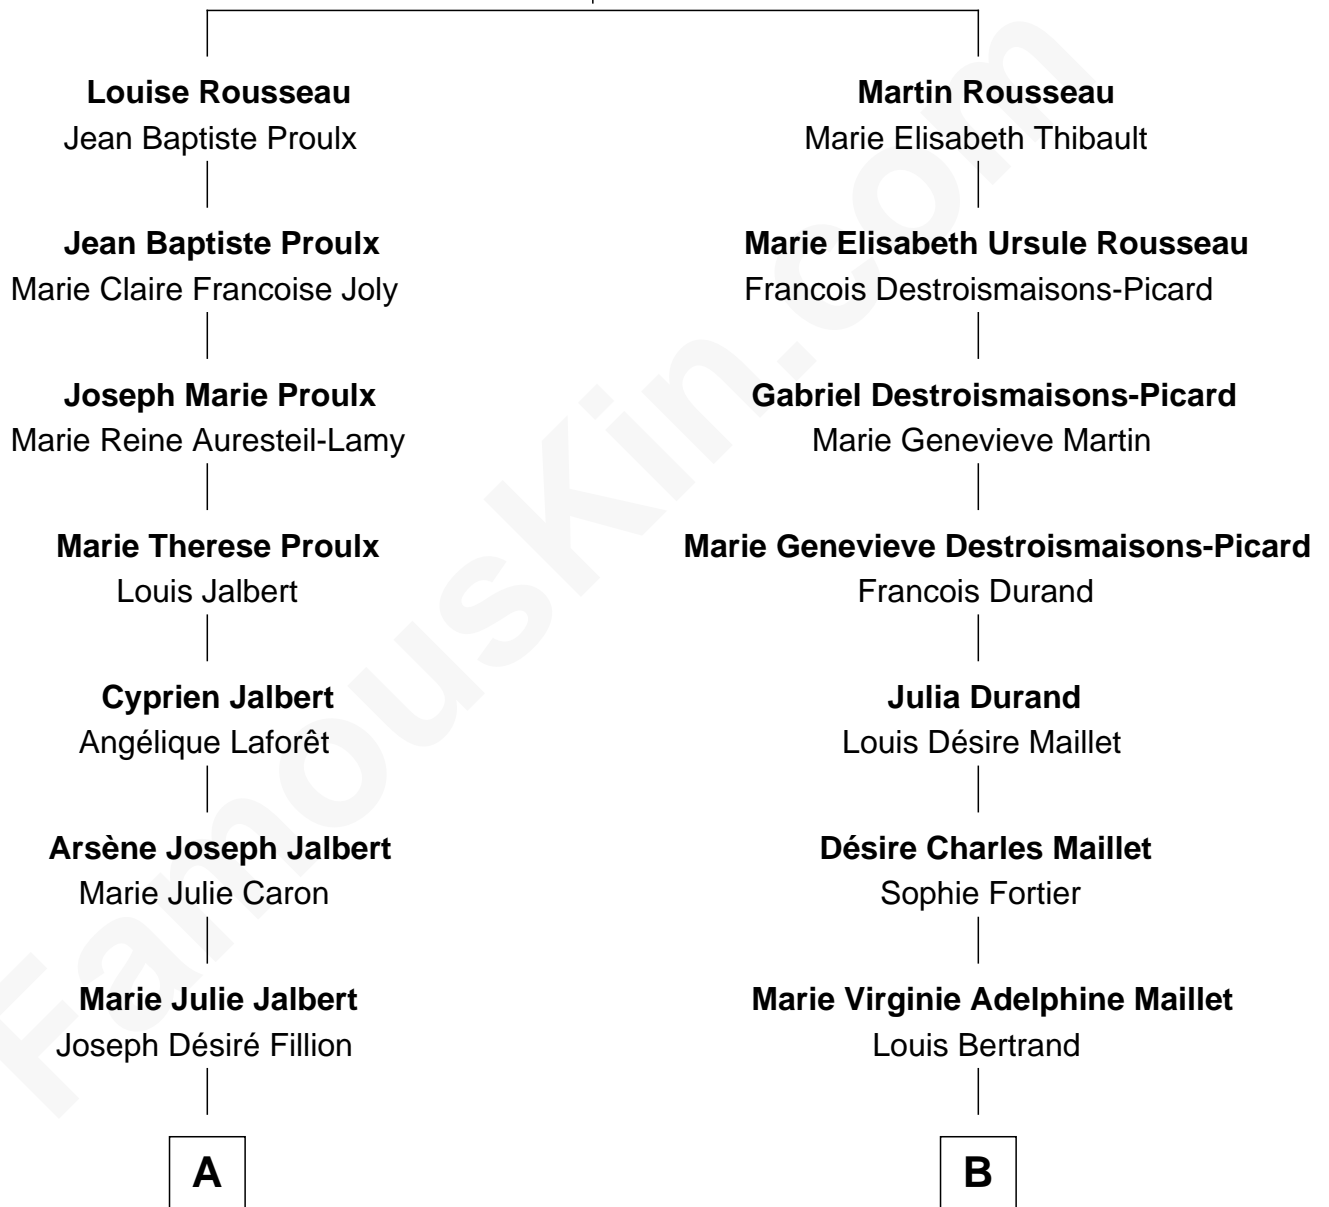 Louise Rousseau
Jean Baptiste Proulx
Jean Baptiste Proulx
Marie Claire Francoise Joly
Joseph Marie Proulx
Marie Reine Auresteil-Lamy
Marie Therese Proulx
Louis Jalbert
Cyprien Jalbert
Angélique Laforêt
Arsène Joseph Jalbert
Marie Julie Caron
Marie Julie Jalbert
Joseph Désiré Fillion
A
Martin Rousseau
Marie Elisabeth Thibault
Marie Elisabeth Ursule Rousseau
Francois Destroismaisons-Picard
Gabriel Destroismaisons-Picard
Marie Genevieve Martin
Marie Genevieve Destroismaisons-Picard
Francois Durand
Julia Durand
Louis Désire Maillet
Désire Charles Maillet
Sophie Fortier
Marie Virginie Adelphine Maillet
Louis Bertrand
B
FamousKin.com